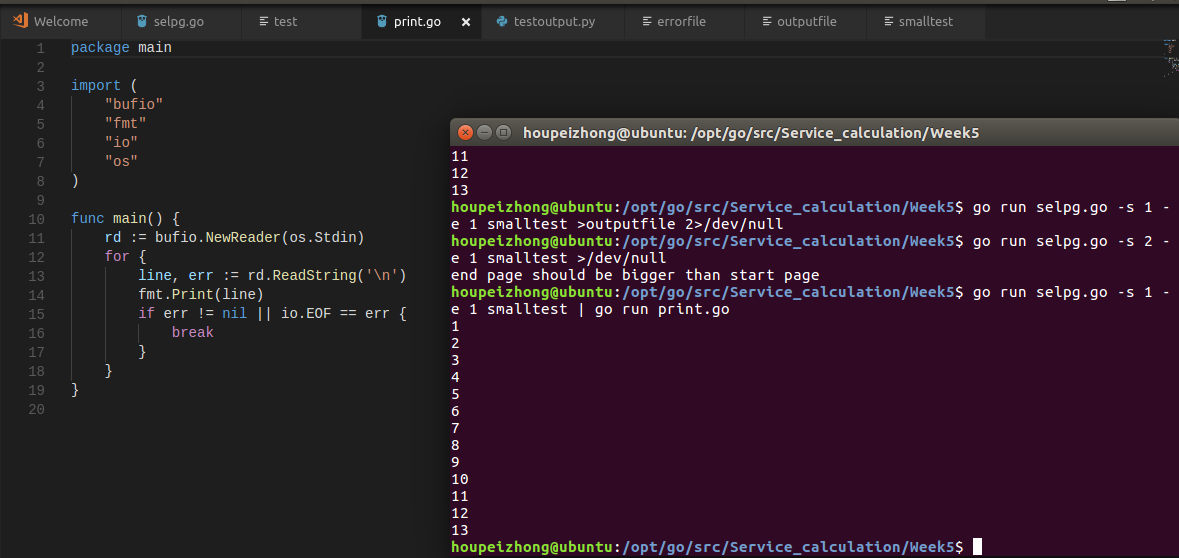 Welcome selpg.go test print.go × testoutput.py errorfile outputfile smalltest
1 package main
2
3 import (
4 "bufio"
5 "fmt"
6 "io"
7 "os"
8 )
9
10 func main() {
11 rd := bufio.NewReader(os.Stdin)
12 for {
13 line, err := rd.ReadString('\n')
14 fmt.Print(line)
15 if err != nil || io.EOF == err {
16 break
17 }
18 }
19 }
20
houpeizhong@ubuntu: /opt/go/src/Service_calculation/Week5
11
12
13
houpeizhong@ubuntu:/opt/go/src/Service_calculation/Week5$ go run selpg.go -s 1 -
e 1 smalltest >outputfile 2>/dev/null
houpeizhong@ubuntu:/opt/go/src/Service_calculation/Week5$ go run selpg.go -s 2 -
e 1 smalltest >/dev/null
end page should be bigger than start page
houpeizhong@ubuntu:/opt/go/src/Service_calculation/Week5$ go run selpg.go -s 1 -
e 1 smalltest | go run print.go
1
2
3
4
5
6
7
8
9
10
11
12
13
houpeizhong@ubuntu:/opt/go/src/Service_calculation/Week5$